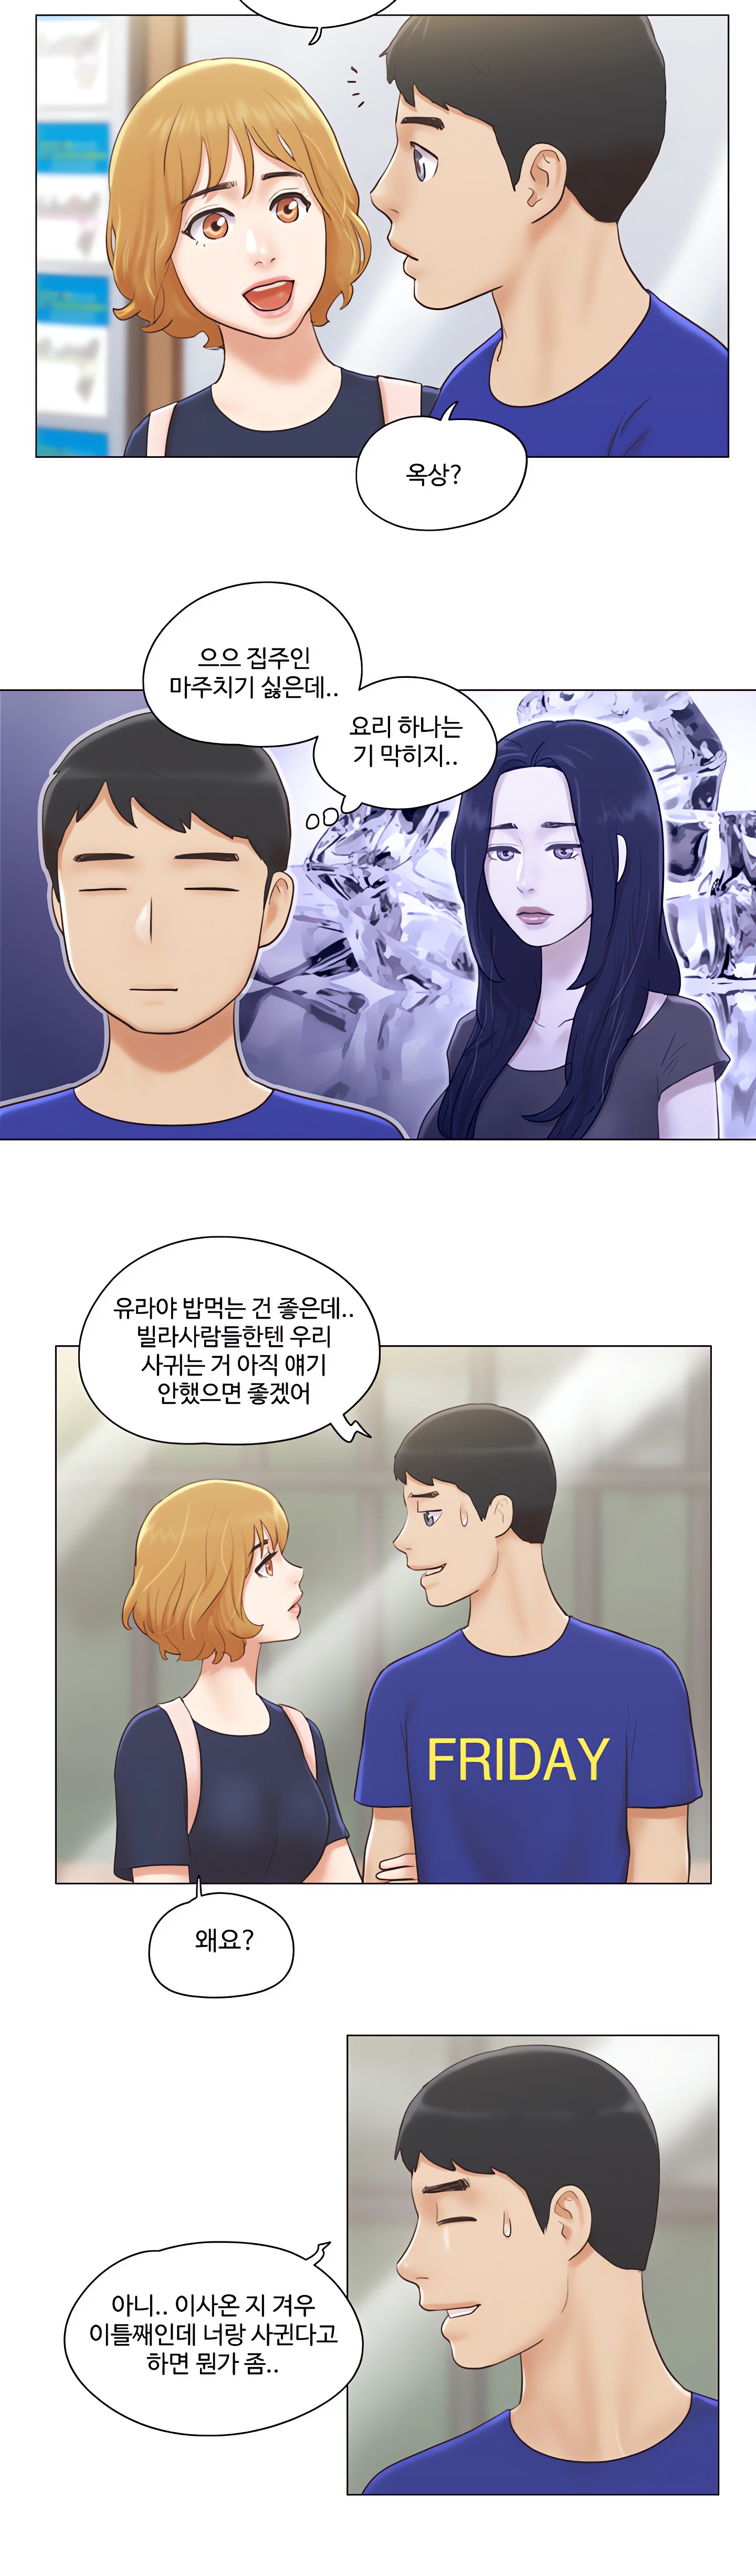 옥상?
으으 집주인
마주치기 싫은데..
요리 하나는
기 막히지..
유라야 밥먹는 건 좋은데..
빌라사람들한텐 우리
사귀는 거 아직 얘기
안했으면 좋겠어
FRIDAY
왜요?
아니.. 이사온 지 겨우
이틀째인데 너랑 사귄다고
하면 뭔가 좀..